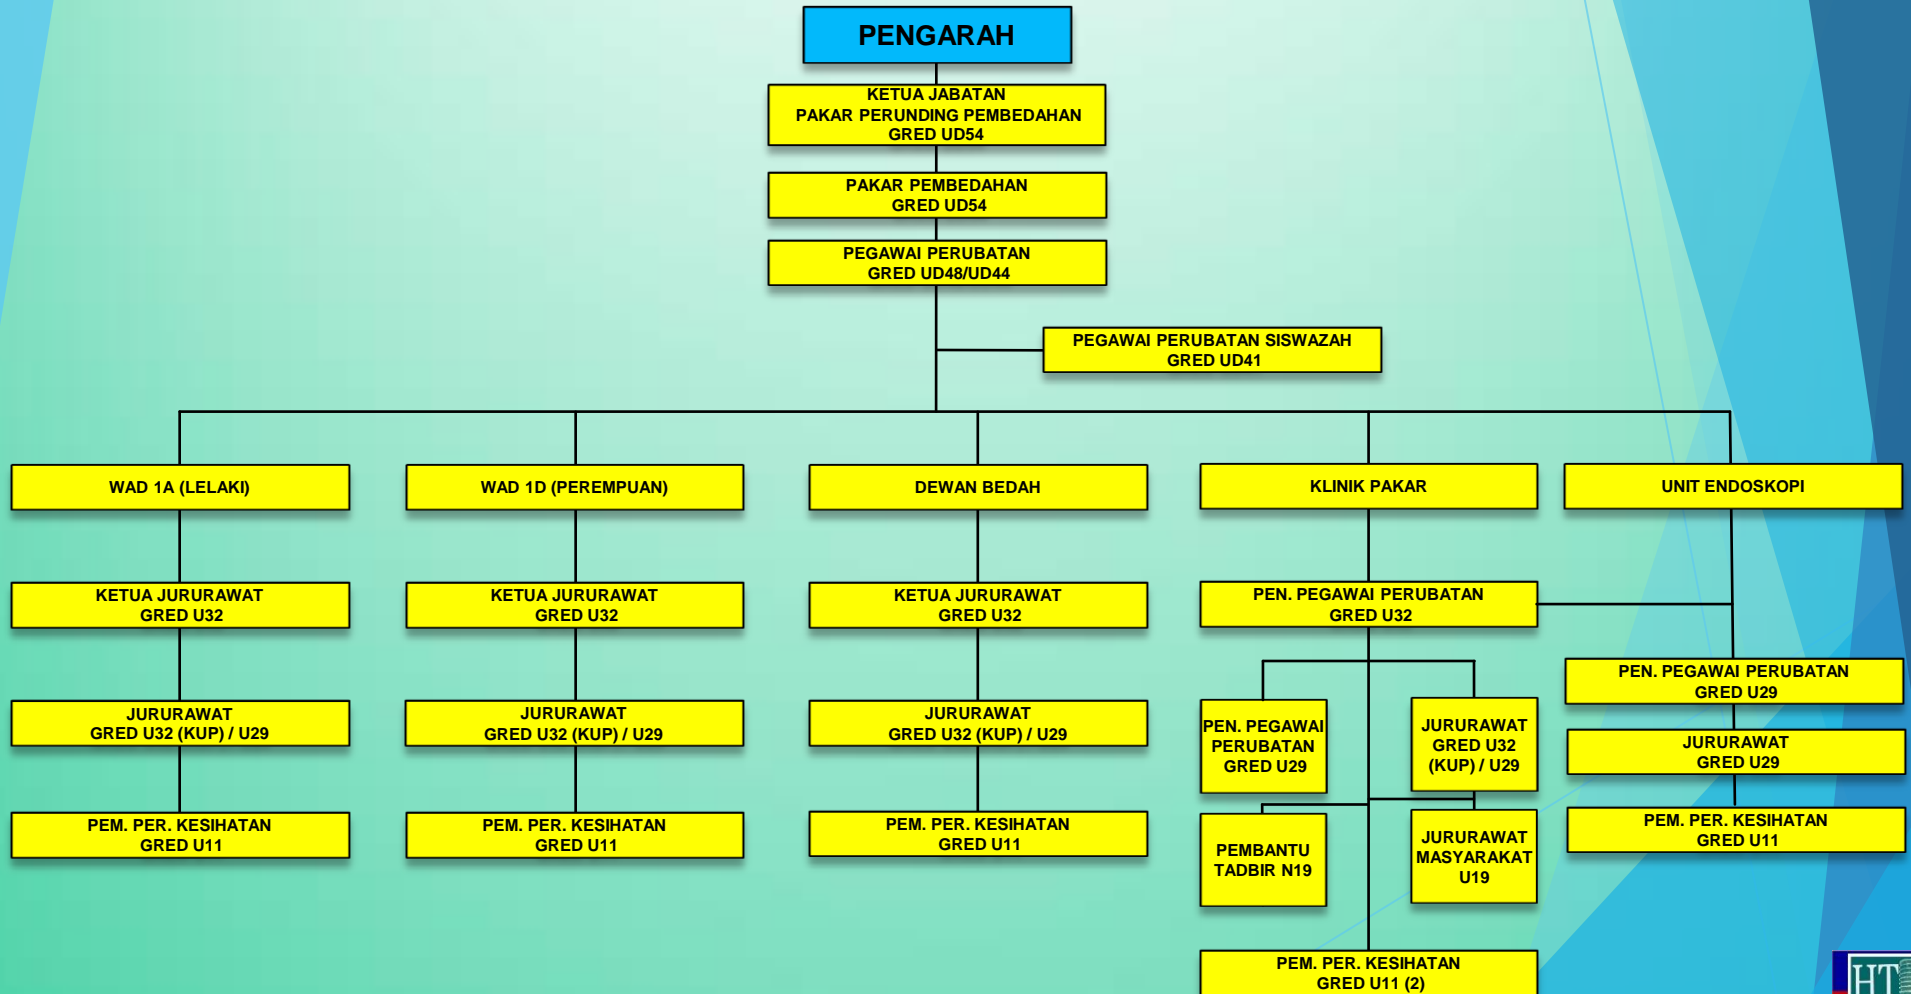 PENGARAH
KETUA JABATAN
PAKAR PERUNDING PEMBEDAHAN
GRED UD54
PAKAR PEMBEDAHAN
GRED UD54
PEGAWAI PERUBATAN
GRED UD48/UD44
PEGAWAI PERUBATAN SISWAZAH
GRED UD41
WAD 1A (LELAKI)
WAD 1D (PEREMPUAN)
DEWAN BEDAH
KLINIK PAKAR
UNIT ENDOSKOPI
KETUA JURURAWAT
GRED U32
KETUA JURURAWAT
GRED U32
KETUA JURURAWAT
GRED U32
PEN. PEGAWAI PERUBATAN
GRED U32
PEN. PEGAWAI PERUBATAN
GRED U29
JURURAWAT
GRED U32 (KUP) / U29
JURURAWAT
GRED U32 (KUP) / U29
JURURAWAT
GRED U32 (KUP) / U29
PEN. PEGAWAI
PERUBATAN
GRED U29
JURURAWAT
GRED U32
(KUP) / U29
JURURAWAT
GRED U29
PEM. PER. KESIHATAN
GRED U11
PEM. PER. KESIHATAN
GRED U11
PEM. PER. KESIHATAN
GRED U11
PEMBANTU
TADBIR N19
JURURAWAT
MASYARAKAT
U19
PEM. PER. KESIHATAN
GRED U11
PEM. PER. KESIHATAN
GRED U11 (2)
HT